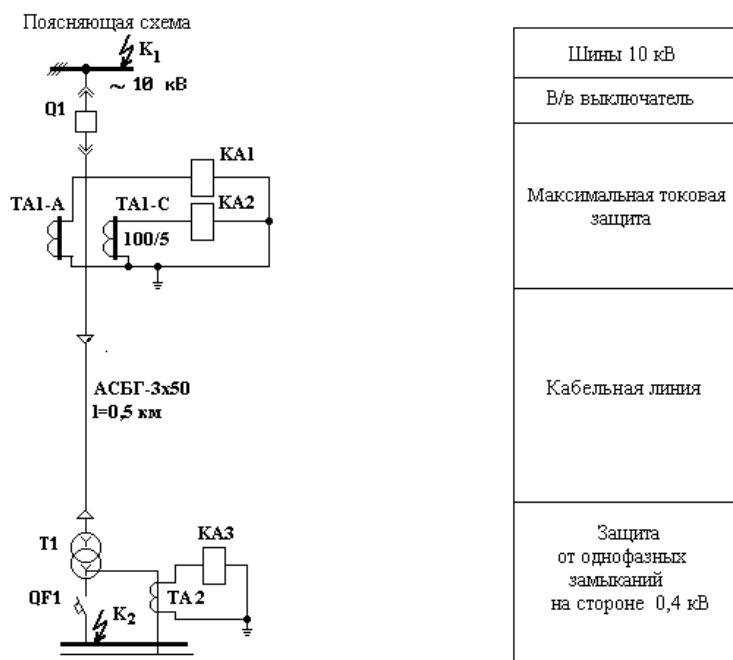 Поясняющая схема
K1
~ 10 кВ
Q1
KA1
TA1-A
TA1-C
KA2
100/5
АСБГ-3х50
l=0,5 км
T1
KA3
QF1
TA2
K2
Шины 10 кВ
В/в выключатель
Максимальная токовая
защита
Кабельная линия
Защита
от однофазных
замыканий
на стороне 0,4 кВ